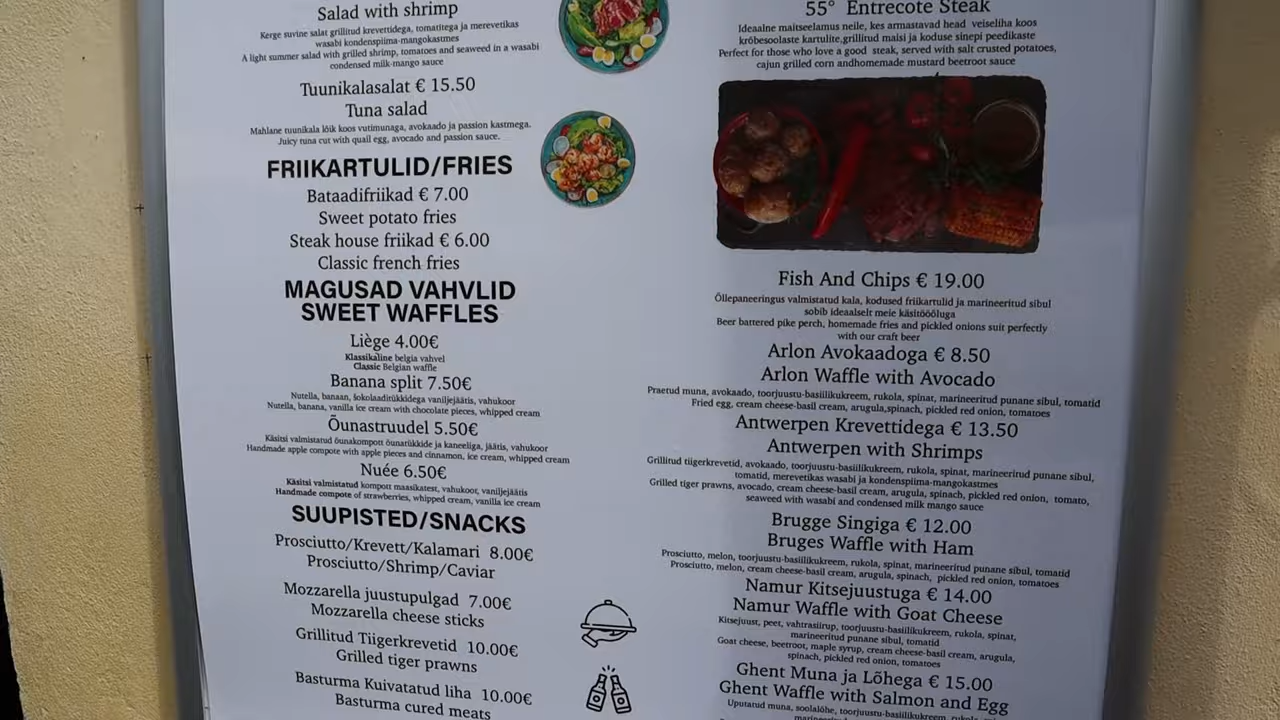 Salad with shrimp
Kerge suvine salat grillitud krevettidega, tomatitega ja merevetikas
wasabi kondenspiima-mangokastmes
A light summer salad with grilled shrimp, tomatoes and seaweed in a wasabi
condensed milk-mango sauce
Tuunikalasalat € 15.50
Tuna salad
Mahlane tuunikala lõik koos vutimunaga, avokaado ja passion kastmega.
Juicy tuna cut with quail egg, avocado and passion sauce.
FRIIKARTULID/FRIES
Bataadifriikad € 7.00
Sweet potato fries
Steak house friikad € 6.00
Classic french fries
MAGUSAD VAHVLID
SWEET WAFFLES
Liège 4.00€
Klassikaline belgia vahvel
Classic Belgian waffle
Banana split 7.50€
Nutella, banaan, šokolaaditükkidega vaniljejäätis, vahukoor
Nutella, banana, vanilla ice cream with chocolate pieces, whipped cream
Õunastruudel 5.50€
Käsitsi valmistatud õunakompott õunatükkide ja kaneeliga, jäätis, vahukoor
Handmade apple compote with apple pieces and cinnamon, ice cream, whipped cream
Nuée 6.50€
Käsitsi valmistatud kompott maasikatest, vahukoor, vaniljejäätis
Handmade compote of strawberries, whipped cream, vanilla ice cream
SUUPISTED/SNACKS
Prosciutto/Krevett/Kalamari 8.00€
Prosciutto/Shrimp/Caviar
Mozzarella juustupulgad 7.00€
Mozzarella cheese sticks
Grillitud Tiigerkrevetid 10.00€
Grilled tiger prawns
Basturma Kuivatatud liha 10.00€
Basturma cured meats
55° Entrecote Steak
Ideaalne maitseelamus neile, kes armastavad head veiseliha koos
krõbesoolaste kartulite,grillitud maisi ja koduse sinepi peedikaste
Perfect for those who love a good steak, served with salt crusted potatoes,
cajun grilled corn andhomemade mustard beetroot sauce
Fish And Chips € 19.00
Õllepaneeringus valmistatud kala, kodused friikartulid ja marineeritud sibul
sobib ideaalselt meie käsitööõluga
Beer battered pike perch, homemade fries and pickled onions suit perfectly
with our craft beer
Arlon Avokaadoga € 8.50
Arlon Waffle with Avocado
Praetud muna, avokaado, toorjuustu-basiilikukreem, rukola, spinat, marineeritud punane sibul, tomatid
Fried egg, cream cheese-basil cream, arugula,spinach, pickled red onion, tomatoes
Antwerpen Krevettidega € 13.50
Antwerpen with Shrimps
Grillitud tiigerkrevetid, avokaado, toorjuustu-basiilikukreem, rukola, spinat, marineeritud punane sibul,
tomatid, merevetikas wasabi ja kondenspiima-mangokastmes
Grilled tiger prawns, avocado, cream cheese-basil cream, arugula, spinach, pickled red onion, tomato,
seaweed with wasabi and condensed milk mango sauce
Brugge Singiga € 12.00
Bruges Waffle with Ham
Prosciutto, melon, toorjuustu-basiilikukreem, rukola, spinat, marineeritud punane sibul, tomatid
Prosciutto, melon, cream cheese-basil cream, arugula, spinach, pickled red onion, tomatoes
Namur Kitsejuustuga € 14.00
Namur Waffle with Goat Cheese
Kitsejuust, peet, vahtrasiirup, toorjuustu-basiilikukreem, rukola, spinat,
marineeritud punane sibul, tomatid
Goat cheese, beetroot, maple syrup, cream cheese-basil cream, arugula,
spinach, pickled red onion, tomatoes
Ghent Muna ja Lõhega € 15.00
Ghent Waffle with Salmon and Egg
Uputatud muna, soolalõhe, toorjuustu-basiilikukreem, rukola,